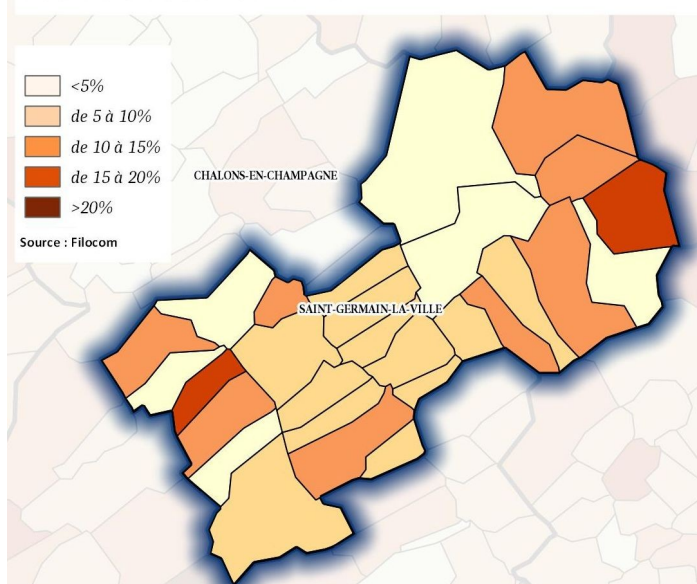 <5%
de 5 à 10%
de 10 à 15%
de 15 à 20%
>20%
Source : Filocom
CHALONS-EN-CHAMPAGNE
SAINT-GERMAIN-LA-VILLE